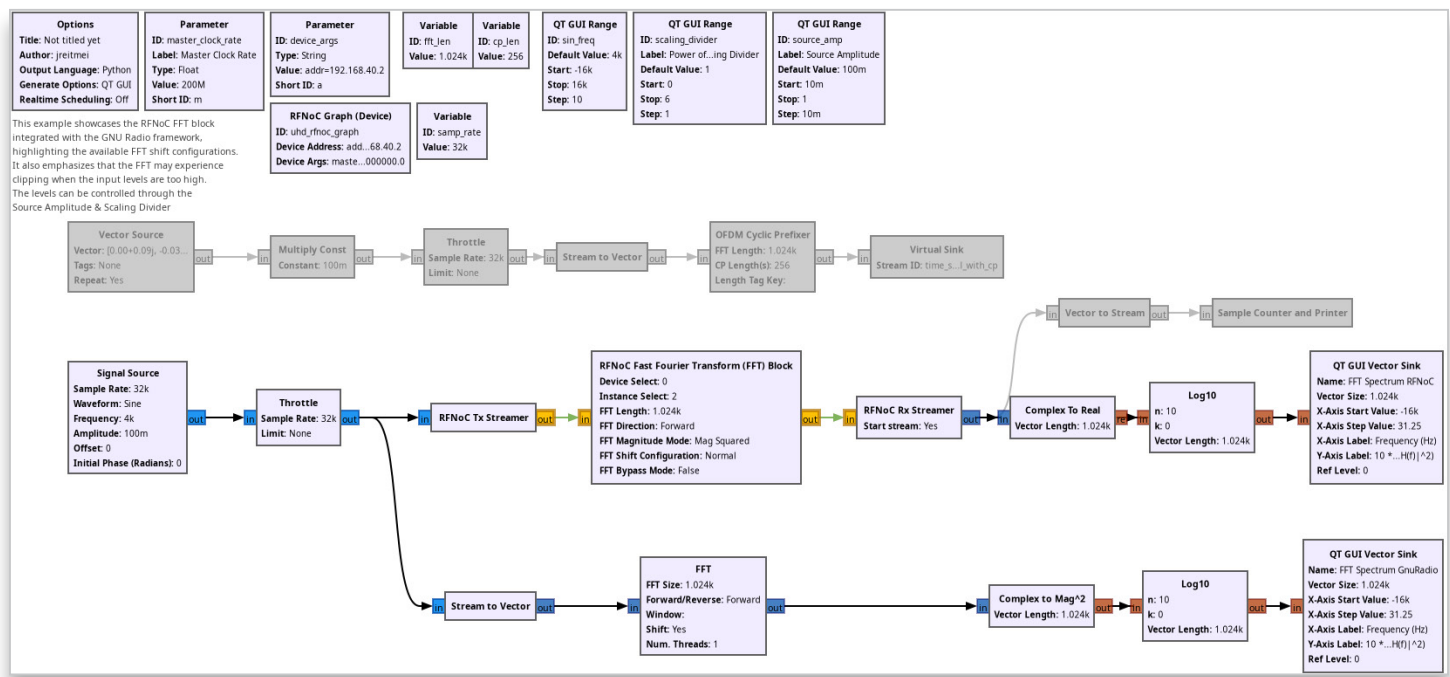 Options
Title: Not titled yet
Author: jreitmei
Output Language: Python
Generate Options: QT GUI
Realtime Scheduling: Off
Parameter
ID: master_clock_rate
Label: Master Clock Rate
Type: Float
Value: 200M
Short ID: m
Parameter
ID: device_args
Type: String
Value: addr=192.168.40.2
Short ID: a
Variable
ID: fft_len
Value: 1.024k
Variable
ID: cp_len
Value: 256
QT GUI Range
ID: sin_freq
Default Value: 4k
Start: -16k
Stop: 16k
Step: 10
QT GUI Range
ID: scaling_divider
Label: Power of...ing Divider
Default Value: 1
Start: 0
Stop: 6
Step: 1
QT GUI Range
ID: source_amp
Label: Source Amplitude
Default Value: 100m
Start: 10m
Stop: 1
Step: 10m
RFNoC Graph (Device)
ID: uhd_rfnoc_graph
Device Address: add...68.40.2
Device Args: maste...000000.0
Variable
ID: samp_rate
Value: 32k
This example showcases the RFNoC FFT block
integrated with the GNU Radio framework,
highlighting the available FFT shift configurations.
It also emphasizes that the FFT may experience
clipping when the input levels are too high.
The levels can be controlled through the
Source Amplitude & Scaling Divider
Vector Source
Vector: [0.00+0.09j, -0.03...
Tags: None
Repeat: Yes
out
in
Multiply Const
Constant: 100m
out
in
Throttle
Sample Rate: 32k
Limit: None
out
in
Stream to Vector
out
in
OFDM Cyclic Prefixer
FFT Length: 1.024k
CP Length(s): 256
Length Tag Key:
out
in
Virtual Sink
Stream ID: time_s...l_with_cp
in
Vector to Stream
out
in
Sample Counter and Printer
Signal Source
Sample Rate: 32k
Waveform: Sine
Frequency: 4k
Amplitude: 100m
Offset: 0
Initial Phase (Radians): 0
out
in
Throttle
Sample Rate: 32k
Limit: None
out
in
RFNoC Tx Streamer
out
in
RFNoC Fast Fourier Transform (FFT) Block
Device Select: 0
Instance Select: 2
FFT Length: 1.024k
FFT Direction: Forward
FFT Magnitude Mode: Mag Squared
FFT Shift Configuration: Normal
FFT Bypass Mode: False
out
in
RFNoC Rx Streamer
Start stream: Yes
out
in
Complex To Real
Vector Length: 1.024k
re
Log10
n: 10
k: 0
Vector Length: 1.024k
out
in
QT GUI Vector Sink
Name: FFT Spectrum RFNoC
Vector Size: 1.024k
X-Axis Start Value: -16k
X-Axis Step Value: 31.25
X-Axis Label: Frequency (Hz)
Y-Axis Label: 10 *...H(f)|^2)
Ref Level: 0
in
Stream to Vector
out
in
FFT
FFT Size: 1.024k
Forward/Reverse: Forward
Window:
Shift: Yes
Num. Threads: 1
out
in
Complex to Mag^2
Vector Length: 1.024k
out
in
Log10
n: 10
k: 0
Vector Length: 1.024k
out
in
QT GUI Vector Sink
Name: FFT Spectrum GnuRadio
Vector Size: 1.024k
X-Axis Start Value: -16k
X-Axis Step Value: 31.25
X-Axis Label: Frequency (Hz)
Y-Axis Label: 10 *...H(f)|^2)
Ref Level: 0